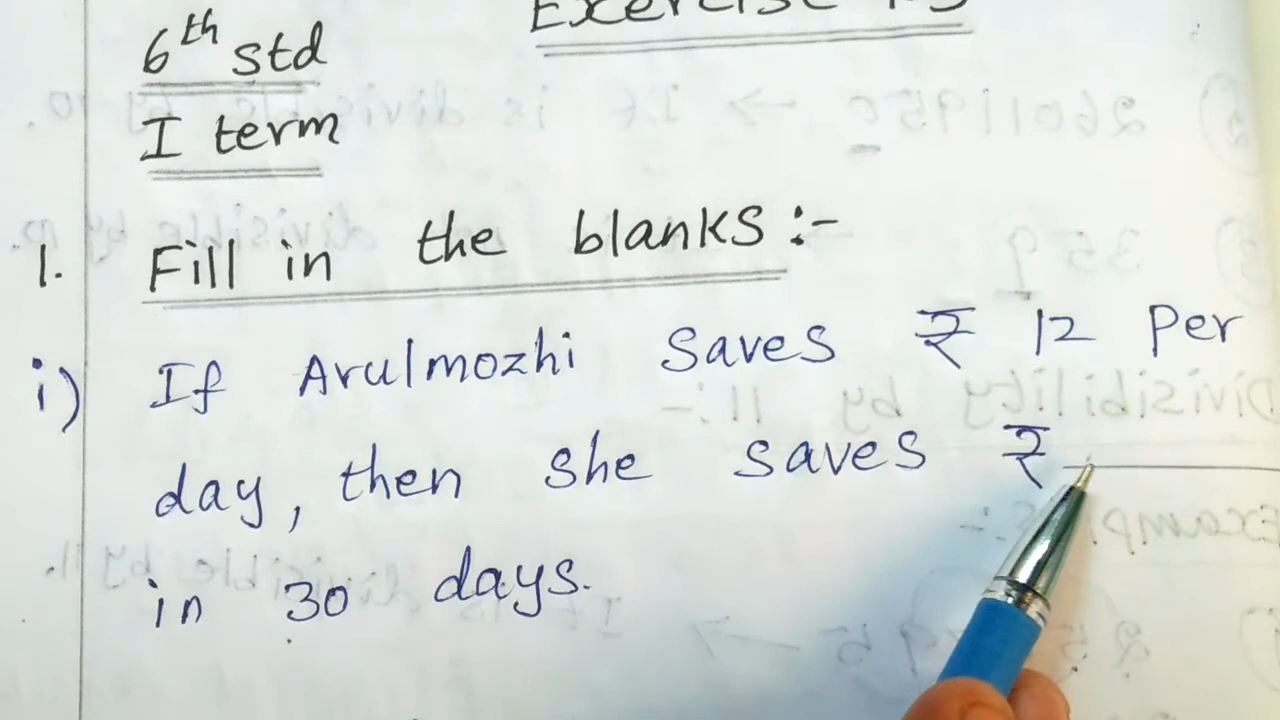 Exercise
6th std
I term
1. Fill in the blanks :-
i) If Arulmozhi saves ₹ 12 Per
day, then she saves ₹ ____
in 30 days.